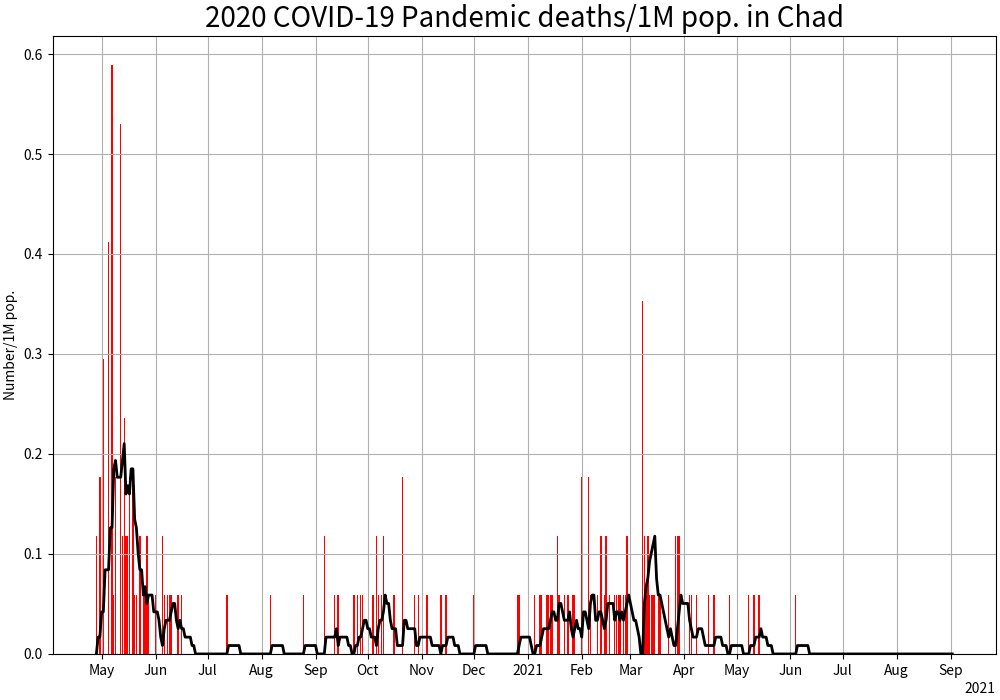 2020 COVID-19 Pandemic deaths/1M pop. in Chad
0.6
0.5
0.4
0.3
0.2
0.1
0.0
Number/1M pop.
May Jun Jul Aug Sep Oct Nov Dec 2021 Feb Mar Apr May Jun Jul Aug Sep
2021